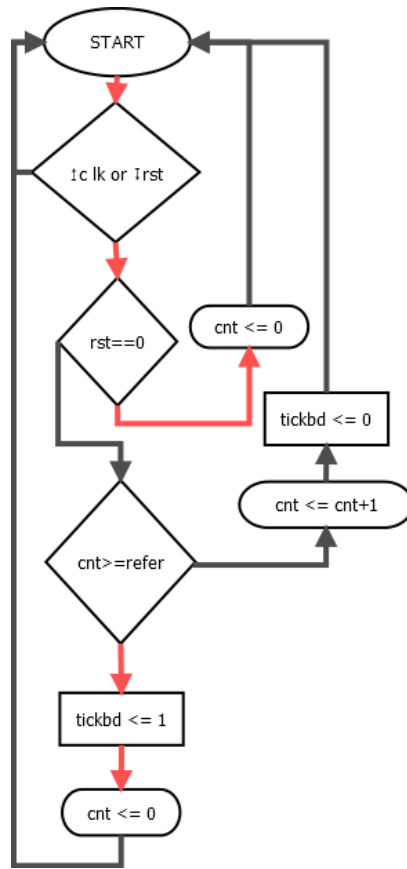 START
↑c lk or ↓rst
rst==0
cnt <= 0
tickbd <= 0
cnt <= cnt+1
cnt>=refer
tickbd <= 1
cnt <= 0